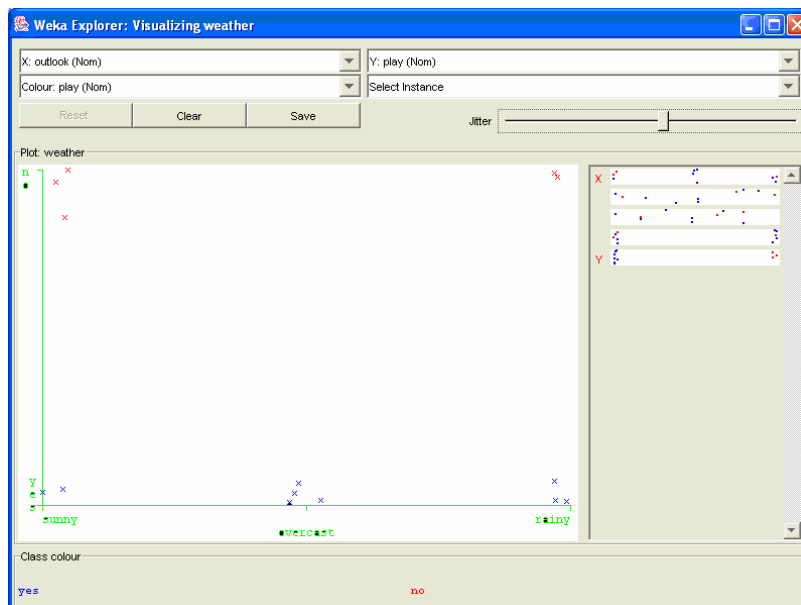 Weka Explorer: Visualizing weather
X: outlook (Nom)
Y: play (Nom)
Colour: play (Nom)
Select Instance
Reset
Clear
Save
Jitter
Plot: weather
n
o
X
Y
yes
sunny
overcast
rainy
Class colour
yes
no